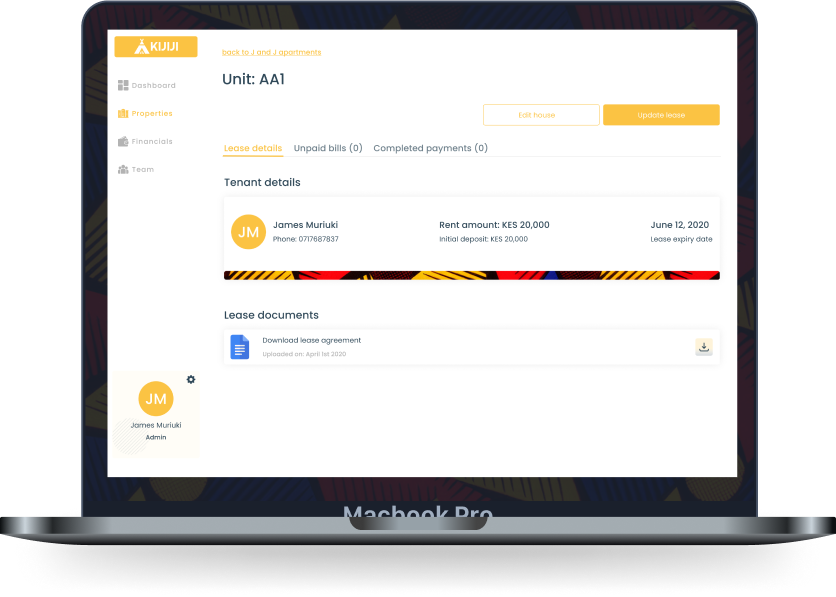 KIJIJI
back to J and J apartments
Unit: AA1
Dashboard
Properties
Financials
Team
Edit house
Update lease
Lease details
Unpaid bills (0)
Completed payments (0)
Tenant details
JM
James Muriuki
Phone: 0717687837
Rent amount: KES 20,000
Initial deposit: KES 20,000
June 12, 2020
Lease expiry date
Lease documents
Download lease agreement
Uploaded on: April 1st 2020
JM
James Muriuki
Admin
Macbook Pro